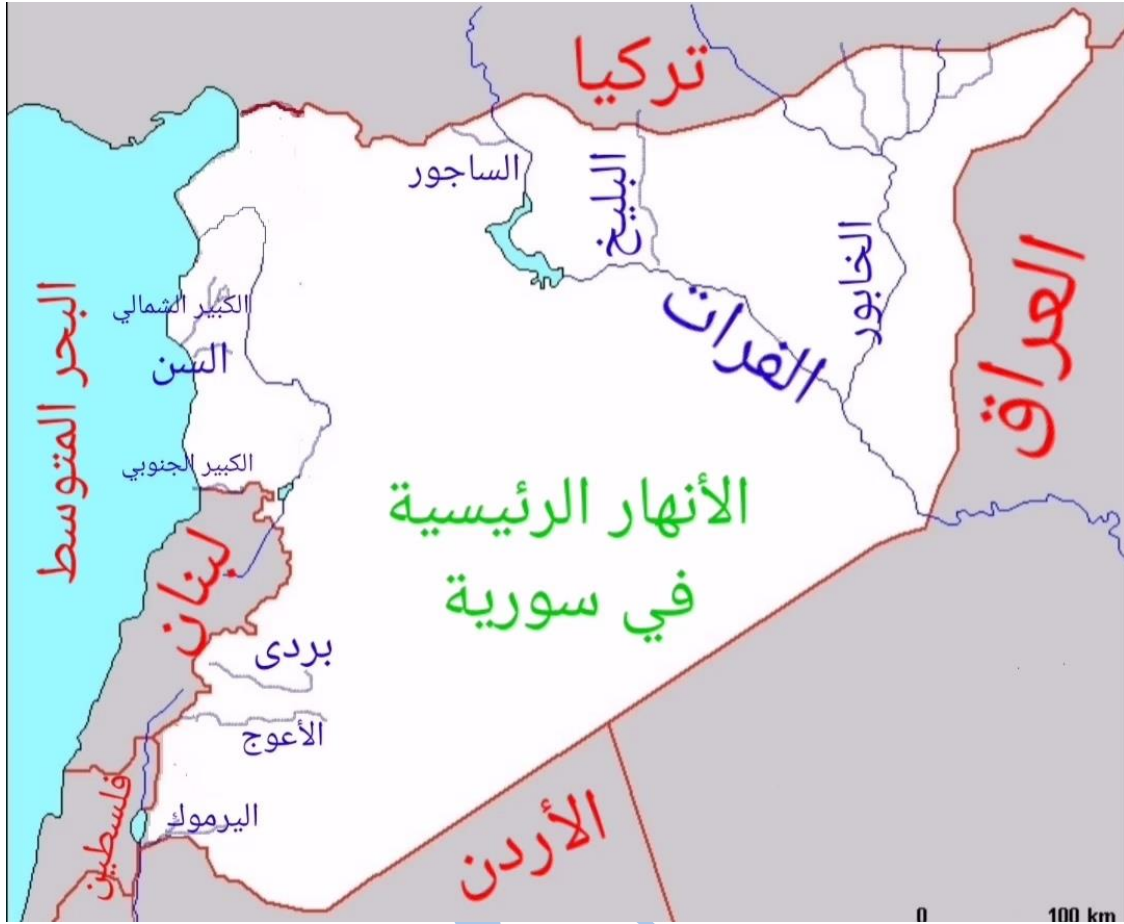 تركيا
الساجور
البليخ
الخابور
العراق
البحر المتوسط
الكبير الشمالي
السن
الفرات
الكبير الجنوبي
الأنهار الرئيسية
في سورية
لبنان
بردى
الأعوج
اليرموك
فلسطين
الأردن
0 100 km